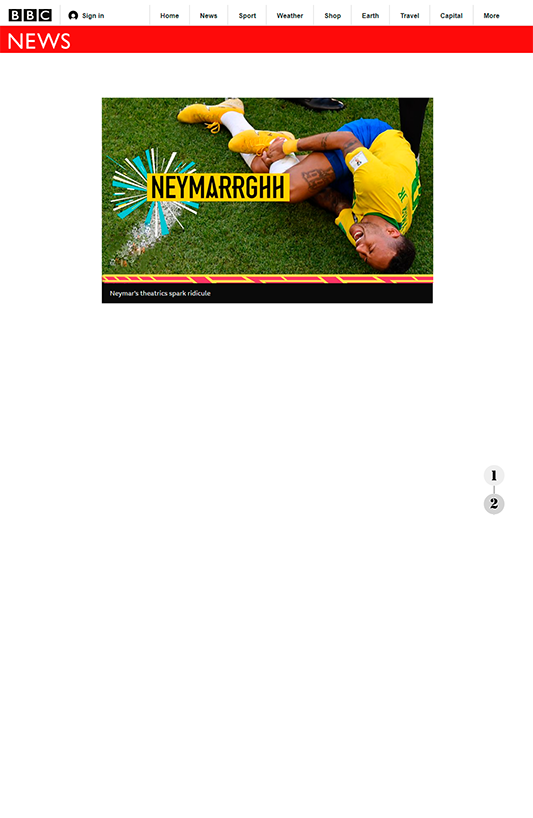 BBC Sign in Home News Sport Weather Shop Earth Travel Capital More
NEWS
NEYMARRGHH
Neymar's theatrics spark ridicule
1
2